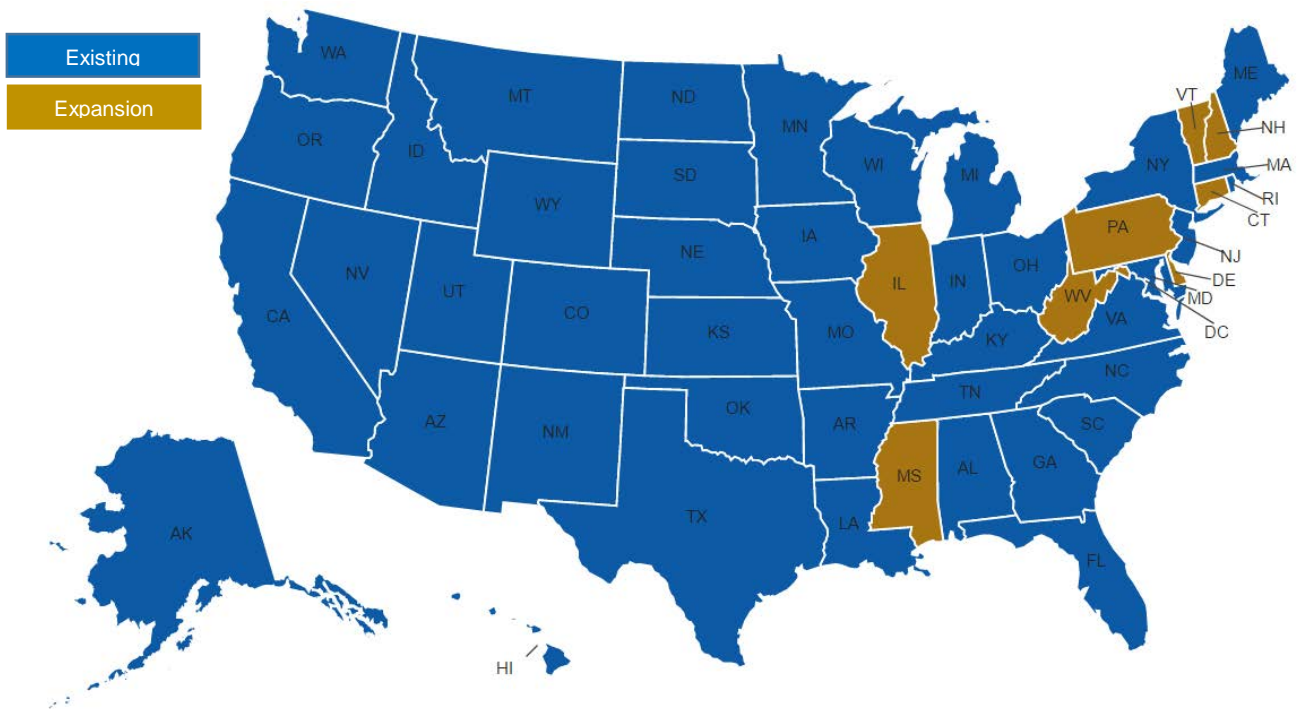 Existing
Expansion
WA
MT
ND
MN
ME
VT
NH
OR
ID
SD
WI
MI
NY
MA
RI
CT
WY
IA
PA
NE
NV
UT
IL
IN
OH
NJ
DE
MD
DC
CA
CO
KS
MO
WV
VA
KY
NC
TN
AZ
NM
OK
AR
SC
MS
AL
GA
AK
TX
LA
FL
HI